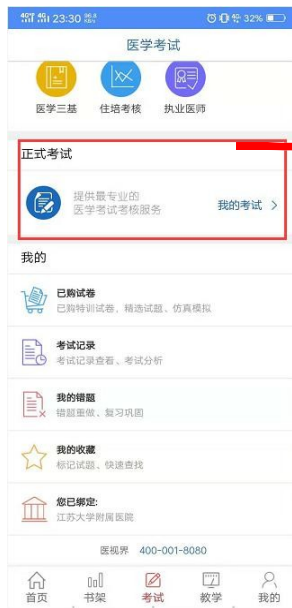 23:30
32%
医学考试
医学三基 住培考核 执业医师
正式考试
提供最专业的
医学考试考核服务
我的考试 >
我的
已购试卷
已购特训试卷、精选试题、仿真模拟
考试记录
考试记录查看、考试分析
我的错题
错题重做、复习巩固
我的收藏
标记试题、快速查找
您已绑定:
江苏大学附属医院
医视界 400-001-8080
首页 书架 考试 教学 我的